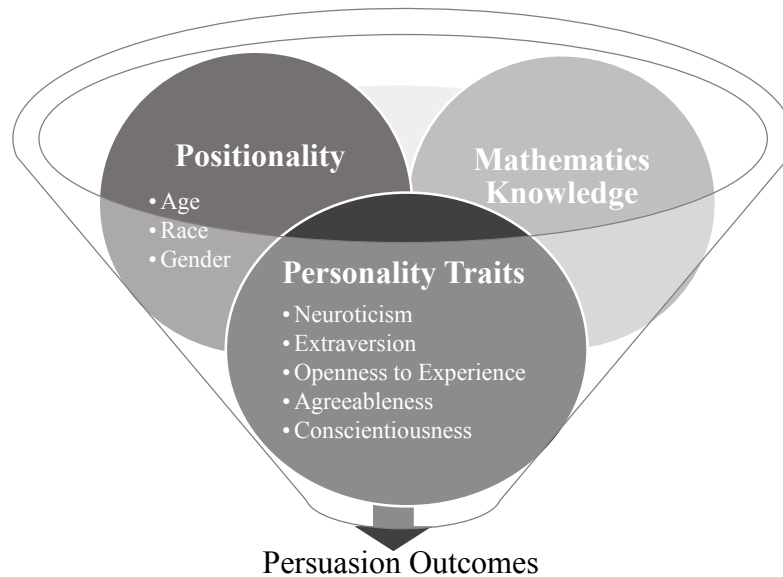 Positionality
• Age
• Race
• Gender
Mathematics
Knowledge
Personality Traits
• Neuroticism
• Extraversion
• Openness to Experience
• Agreeableness
• Conscientiousness
Persuasion Outcomes